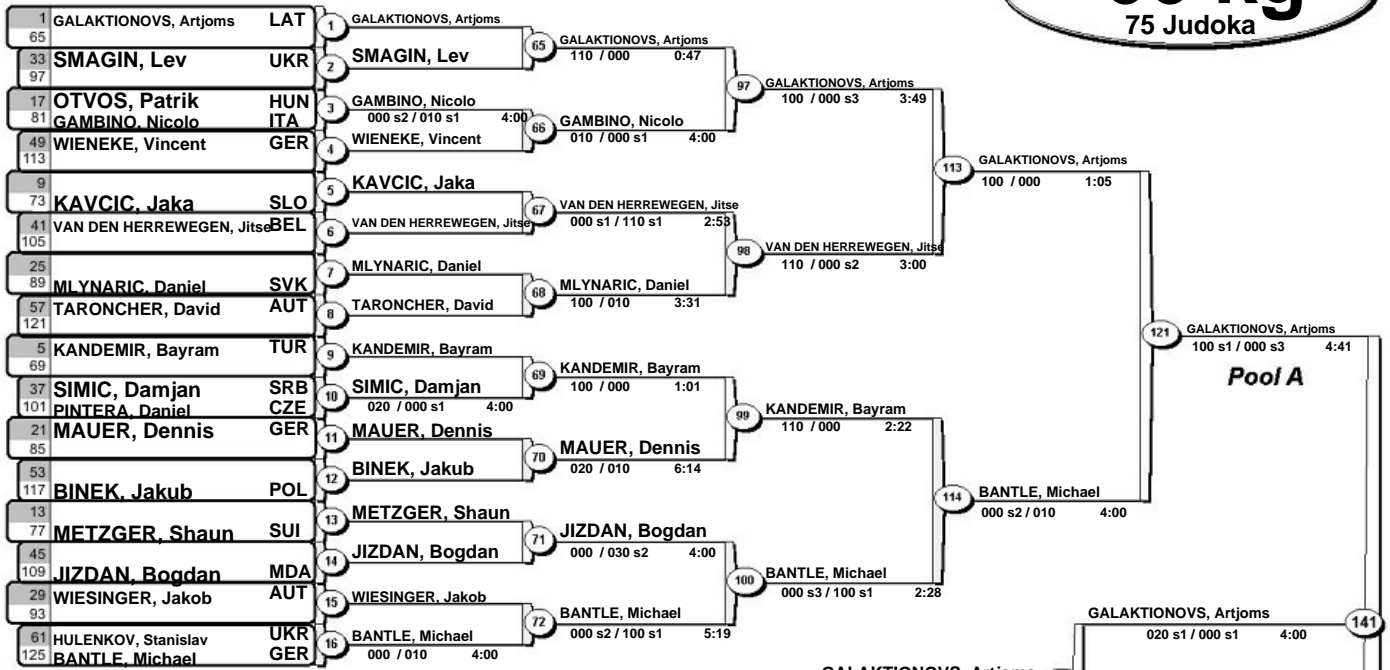 75 Judoka
1 GALAKTIONOVS, Artjoms LAT
65
33 SMAGIN, Lev UKR
97
17 OTVOS, Patrik HUN
81 GAMBINO, Nicolo ITA
49 WIENEKE, Vincent GER
113
9
73 KAVCIC, Jaka SLO
41 VAN DEN HERREWEGEN, Jitse BEL
105
25
89 MLYNARIC, Daniel SVK
57 TARONCHER, David AUT
121
5 KANDEMIR, Bayram TUR
69
37 SIMIC, Damjan SRB
101 PINTERA, Daniel CZE
21 MAUER, Dennis GER
85
53
117 BINEK, Jakub POL
13
77 METZGER, Shaun SUI
45
109 JIZDAN, Bogdan MDA
29 WIESINGER, Jakob AUT
93
61 HULENKOV, Stanislav UKR
125 BANTLE, Michael GER
1 GALAKTIONOVS, Artjoms
2 SMAGIN, Lev
3 GAMBINO, Nicolo
000 s2 / 010 s1 4:00
4 WIENEKE, Vincent
5 KAVCIC, Jaka
6 VAN DEN HERREWEGEN, Jitse
7 MLYNARIC, Daniel
8 TARONCHER, David
9 KANDEMIR, Bayram
10 SIMIC, Damjan
020 / 000 s1 4:00
11 MAUER, Dennis
12 BINEK, Jakub
13 METZGER, Shaun
14 JIZDAN, Bogdan
15 WIESINGER, Jakob
16 BANTLE, Michael
000 / 010 4:00
65 GALAKTIONOVS, Artjoms
110 / 000 0:47
66 GAMBINO, Nicolo
010 / 000 s1 4:00
67 VAN DEN HERREWEGEN, Jitse
000 s1 / 110 s1 2:53
68 MLYNARIC, Daniel
100 / 010 3:31
69 KANDEMIR, Bayram
100 / 000 1:01
70 MAUER, Dennis
020 / 010 6:14
71 JIZDAN, Bogdan
000 / 030 s2 4:00
72 BANTLE, Michael
000 s2 / 100 s1 5:19
97 GALAKTIONOVS, Artjoms
100 / 000 s3 3:49
98 VAN DEN HERREWEGEN, Jitse
110 / 000 s2 3:00
99 KANDEMIR, Bayram
110 / 000 2:22
100 BANTLE, Michael
000 s3 / 100 s1 2:28
113 GALAKTIONOVS, Artjoms
100 / 000 1:05
114 BANTLE, Michael
000 s2 / 010 4:00
121 GALAKTIONOVS, Artjoms
100 s1 / 000 s3 4:41
Pool A
GALAKTIONOVS, Artjoms 141
020 s1 / 000 s1 4:00